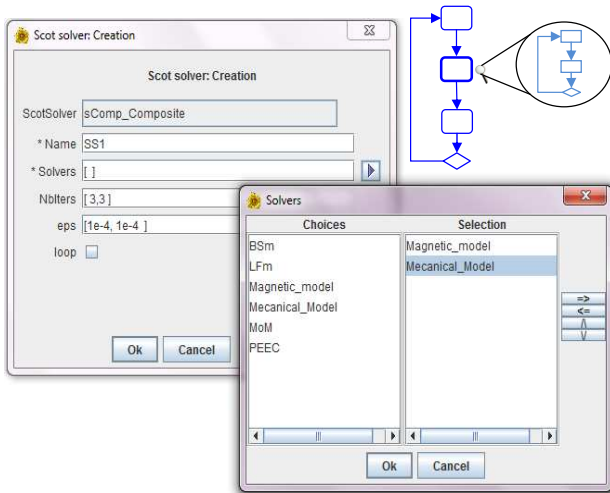 Scot solver: Creation
Scot solver: Creation
ScotSolver sComp_Composite
* Name SS1
* Solvers [ ]
NbIters [ 3,3 ]
eps [1e-4, 1e-4 ]
loop
Ok Cancel
Solvers
Choices Selection
BSm Magnetic_model
LFm Mecanical_Model
Magnetic_model
Mecanical_Model
MoM
PEEC
=>
<=
Ok Cancel